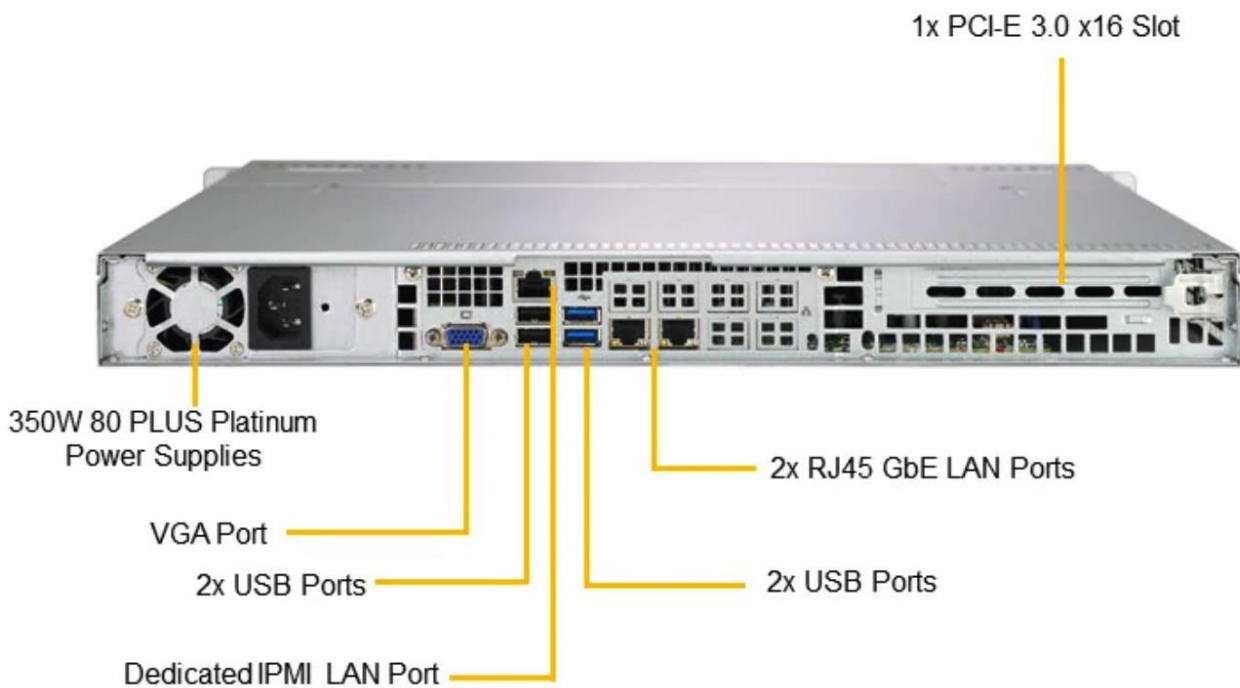 1x PCI-E 3.0 x16 Slot
350W 80 PLUS Platinum
Power Supplies
2x RJ45 GbE LAN Ports
VGA Port
2x USB Ports
2x USB Ports
Dedicated IPMI LAN Port